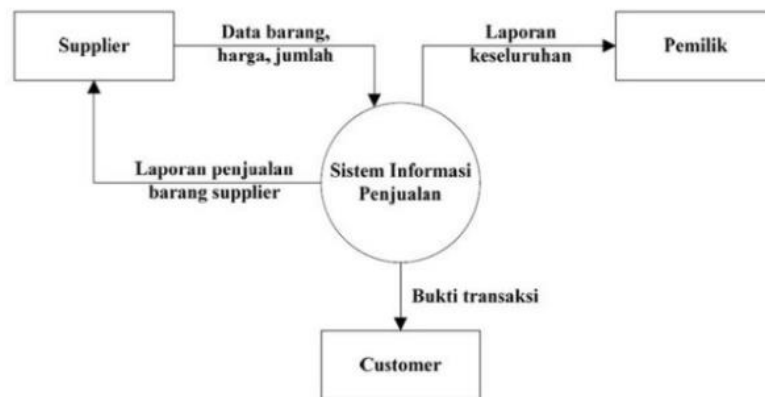 Supplier
Data barang,
harga, jumlah
Laporan
keseluruhan
Pemilik
Laporan penjualan
barang supplier
Sistem Informasi
Penjualan
Bukti transaksi
Customer